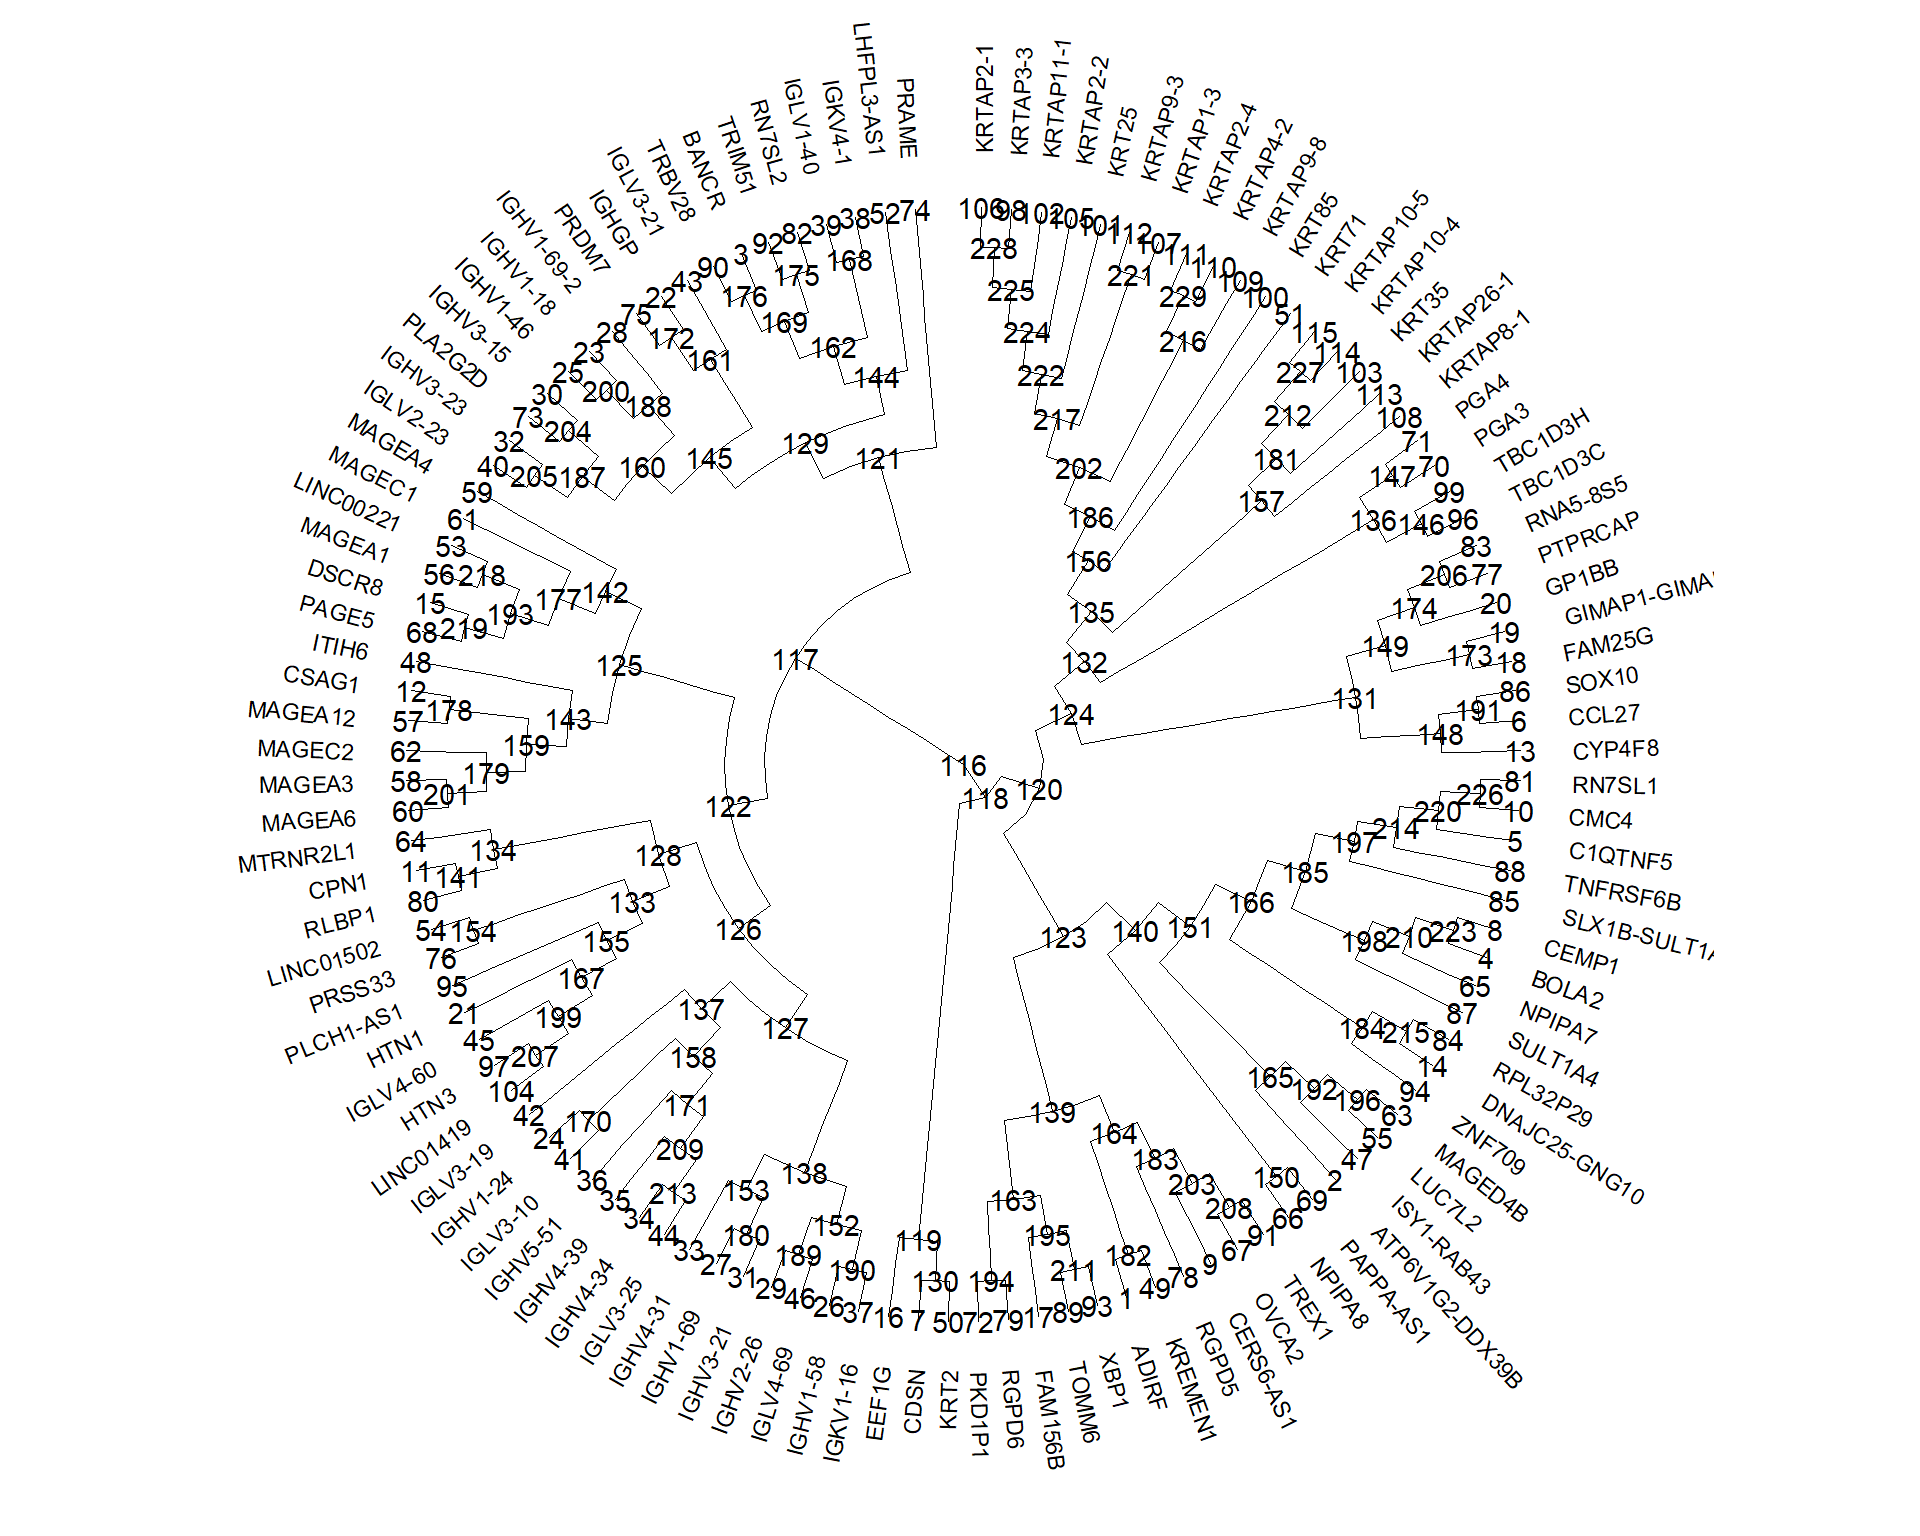 KRTAP2-1
KRTAP3-3
KRTAP11-1
KRTAP2-2
KRT25
KRTAP9-3
KRTAP1-3
KRTAP2-4
KRTAP4-2
KRTAP9-8
KRT85
KRT71
KRTAP10-5
KRTAP10-4
KRT35
KRTAP26-1
KRTAP8-1
PGA4
PGA3
TBC1D3H
TBC1D3C
RNA5-8S5
PTPRCAP
GP1BB
GIMAP1-GIMA
FAM25G
SOX10
CCL27
CYP4F8
RN7SL1
CMC4
C1QTNF5
TNFRSF6B
SLX1B-SULT1A
CEMP1
BOLA2
NPIPA7
SULT1A4
RPL32P29
DNAJC25-GNG10
ZNF709
MAGED4B
LUC7L2
ISY1-RAB43
ATP6V1G2-DDX39B
PAPPA-AS1
NPIPA8
TREX1
OVCA2
CERS6-AS1
RGPD5
KREMEN1
ADIRF
XBP1
TOMM6
FAM156B
RGPD6
PKD1P1
KRT2
CDSN
EEF1G
IGKV1-16
IGHV1-58
IGLV4-69
IGHV2-26
IGHV3-21
IGHV1-69
IGHV4-31
IGLV3-25
IGHV4-34
IGHV4-39
IGHV5-51
IGLV3-10
IGHV1-24
IGLV3-19
LINC01419
HTN3
IGLV4-60
HTN1
PLCH1-AS1
PRSS33
LINC01502
RLBP1
CPN1
MTRNR2L1
MAGEA6
MAGEA3
MAGEC2
MAGEA12
CSAG1
ITIH6
PAGE5
DSCR8
MAGEA1
LINC00221
MAGEC1
MAGEA4
IGLV2-23
IGHV3-23
PLA2G2D
IGHV3-15
IGHV1-46
IGHV1-18
IGHV1-69-2
PRDM7
IGHGP
IGLV3-21
TRBV28
BANCR
TRIM51
RN7SL2
IGLV1-40
IGKV4-1
LHFPL3-AS1
PRAME
106
98
102
105
101
112
107
111
110
109
100
51
115
114
103
113
108
71
70
99
96
83
77
20
19
18
86
6
13
81
10
5
88
85
8
4
65
87
84
14
94
63
55
47
2
69
66
91
67
9
78
49
1
93
89
17
79
72
50
7
16
37
26
46
29
31
27
33
44
34
35
36
41
24
42
104
97
45
21
95
76
54
80
11
64
60
58
62
57
12
48
68
15
56
53
61
59
40
32
73
30
25
23
28
75
22
43
90
3
92
82
39
38
52
74
116
117
118
119
120
121
122
123
124
125
126
127
128
129
130
131
132
133
134
135
136
137
138
139
140
141
142
143
144
145
146
147
148
149
150
151
152
153
154
155
156
157
158
159
160
161
162
163
164
165
166
167
168
169
170
171
172
173
174
175
176
177
178
179
180
181
182
183
184
185
186
187
188
189
190
191
192
193
194
195
196
197
198
199
200
201
202
203
204
205
206
207
208
209
210
211
212
213
214
215
216
217
218
219
220
221
222
223
224
225
226
227
228
229